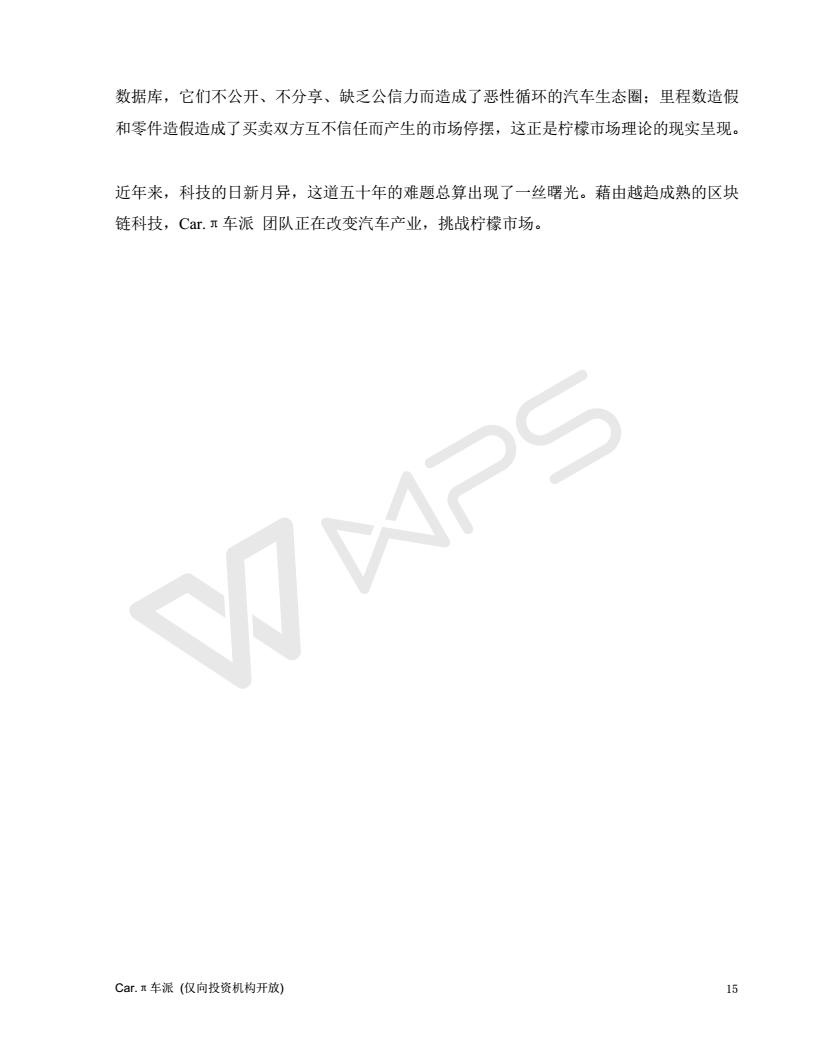 数据库，它们不公开、不分享、缺乏公信力而造成了恶性循环的汽车生态圈；里程数造假
和零件造假造成了买卖双方互不信任而产生的市场停摆，这正是柠檬市场理论的现实呈现。
近年来，科技的日新月异，这道五十年的难题总算出现了一丝曙光。藉由越趋成熟的区块
链科技，Car.π车派 团队正在改变汽车产业，挑战柠檬市场。
WPS
Car.π车派 (仅向投资机构开放) 15